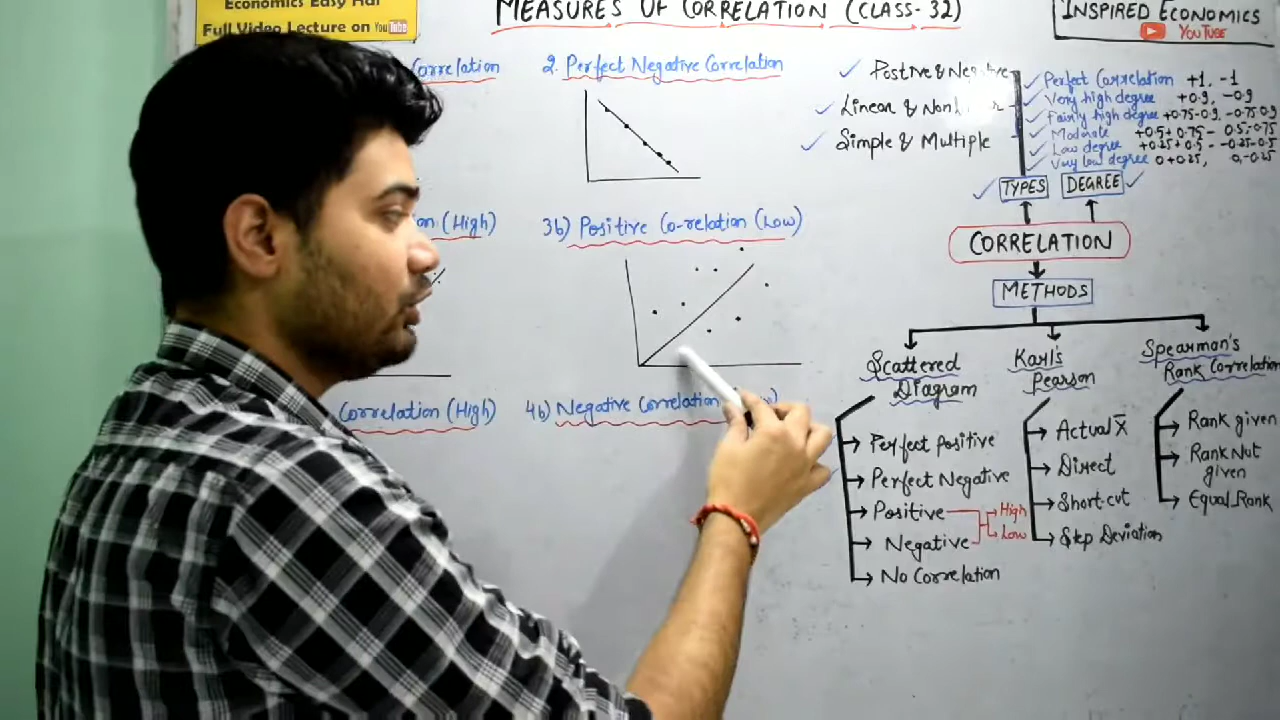 Economics Easy Hai
Full Video Lecture on YouTube
MEASURES OF CORRELATION (CLASS-32)
INSPIRED ECONOMICS
YouTube
Correlation
2. Perfect Negative Correlation
(High)
3b) Positive Co-relation (Low)
Correlation (High)
4b) Negative Correlation
Postive & Negative
Linear &
Simple & Multiple
Perfect Correlation +1, -1
Very high degree +0.9, -0.9
Fairly high degree +0.75-0.9, -0.75-0.9
Moderate +0.5+0.75 - 0.5-0.75
Low degree +0.25+0.5 - -0.25-0.5
Very low degree 0+0.25, 0,-0.25
TYPES
DEGREE
CORRELATION
METHODS
Scattered
Diagram
Perfect positive
Perfect Negative
Positive
Negative
High
Low
No Correlation
Karl's
Pearson
Actual X̅
Direct
Short-cut
Step Deviation
Spearman's
Rank Correlation
Rank given
Rank Not
given
Equal Rank